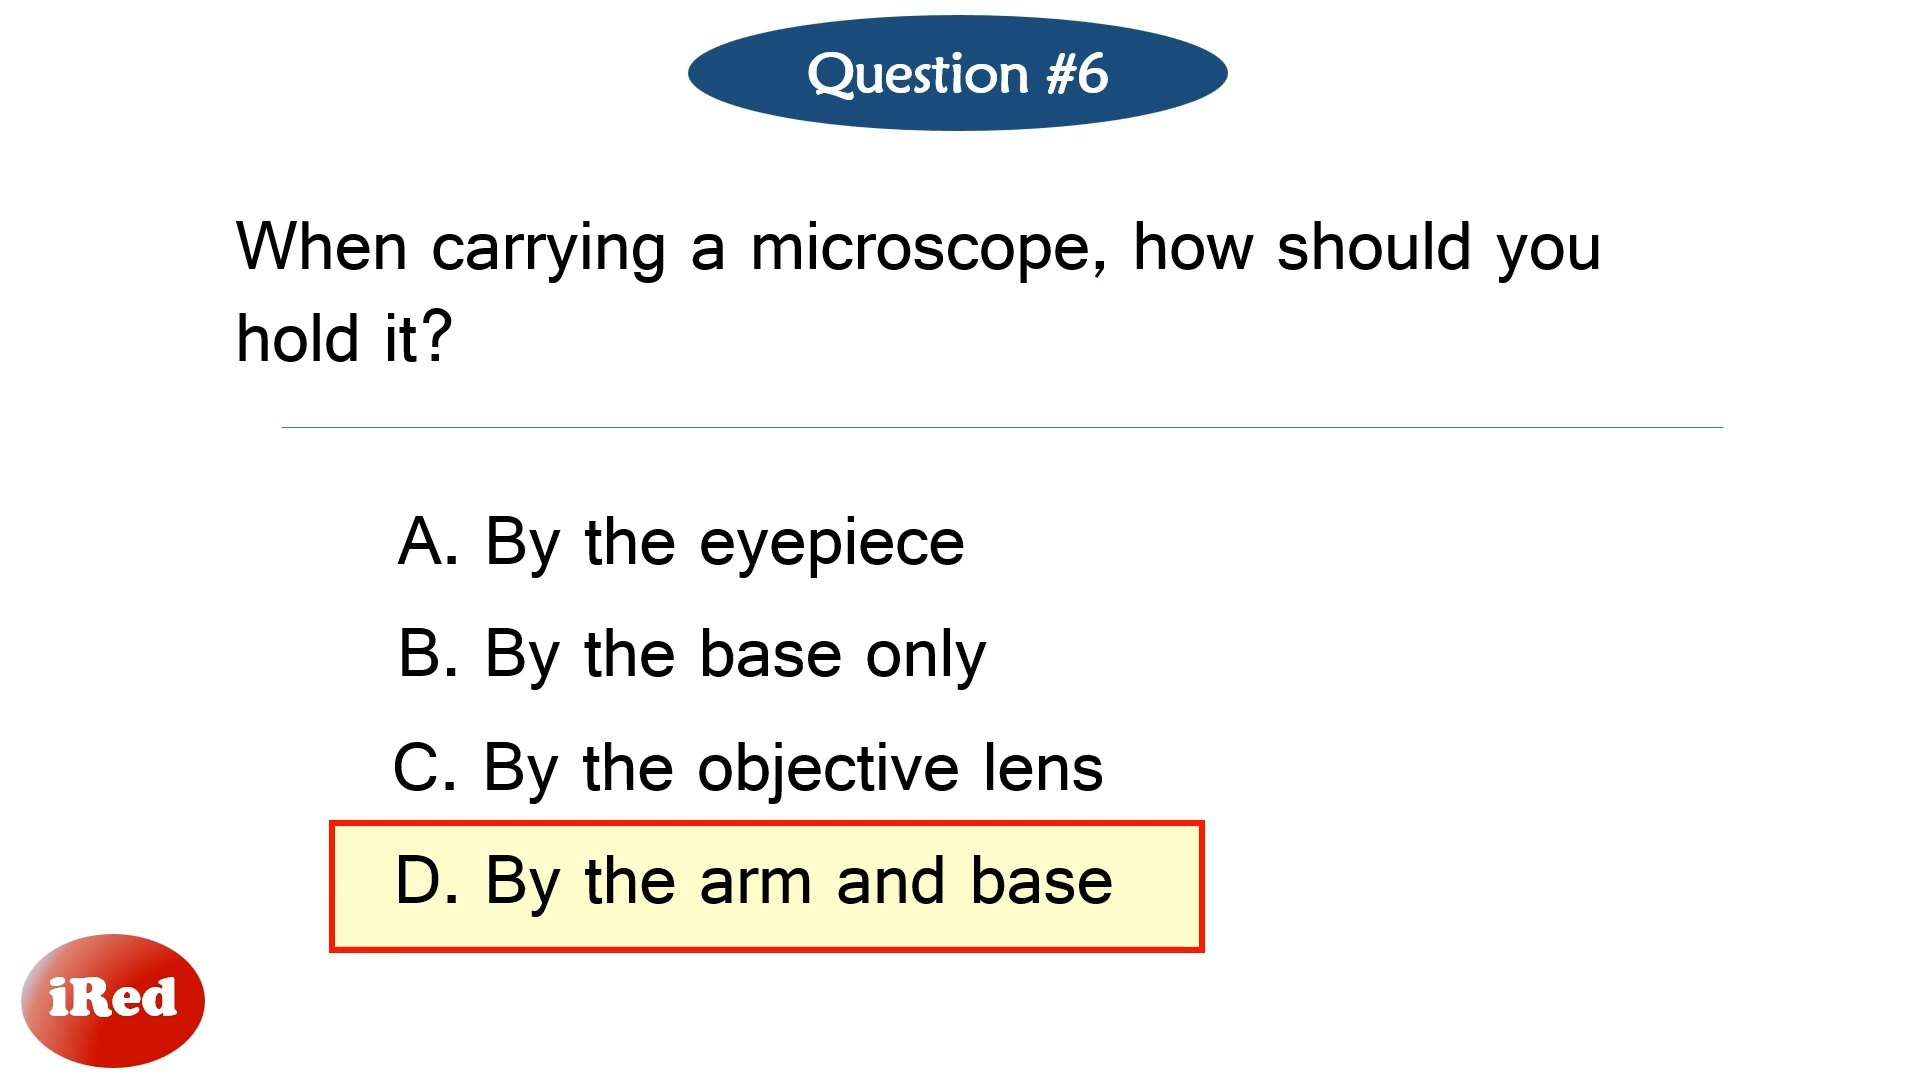 Question #6
When carrying a microscope, how should you
hold it?
A. By the eyepiece
B. By the base only
C. By the objective lens
D. By the arm and base
iRed